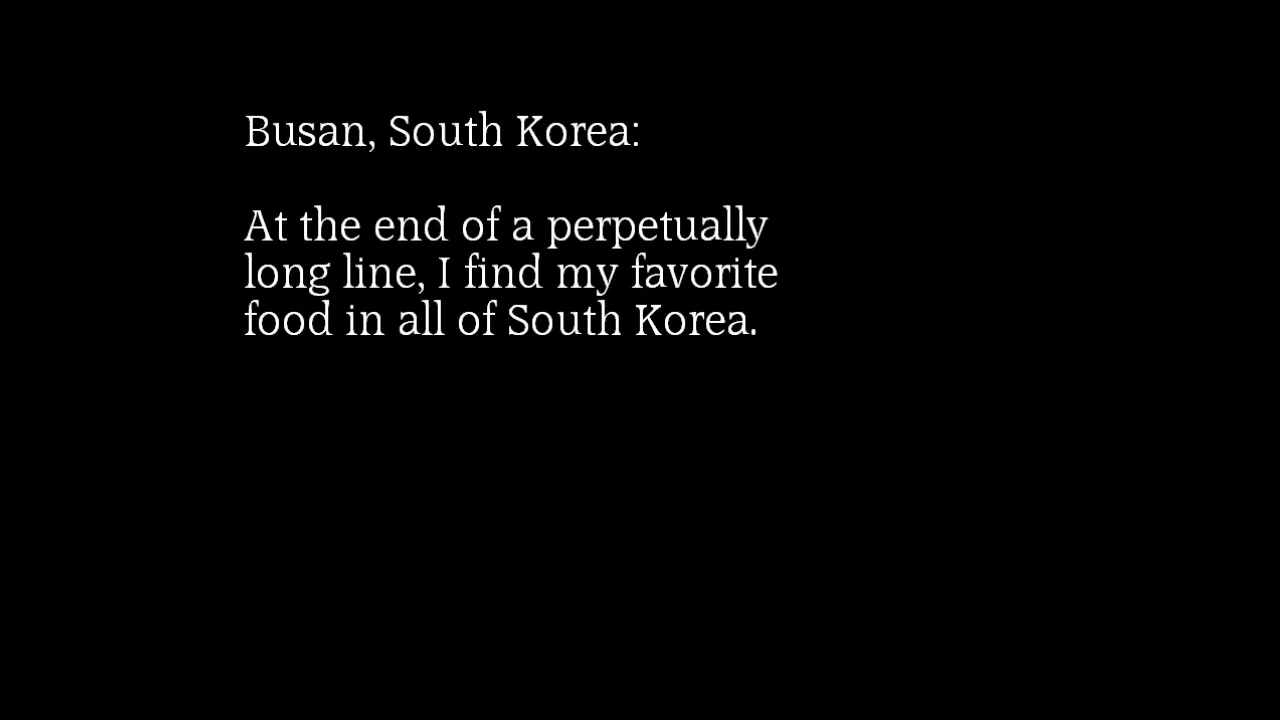 Busan, South Korea:
At the end of a perpetually
long line, I find my favorite
food in all of South Korea.